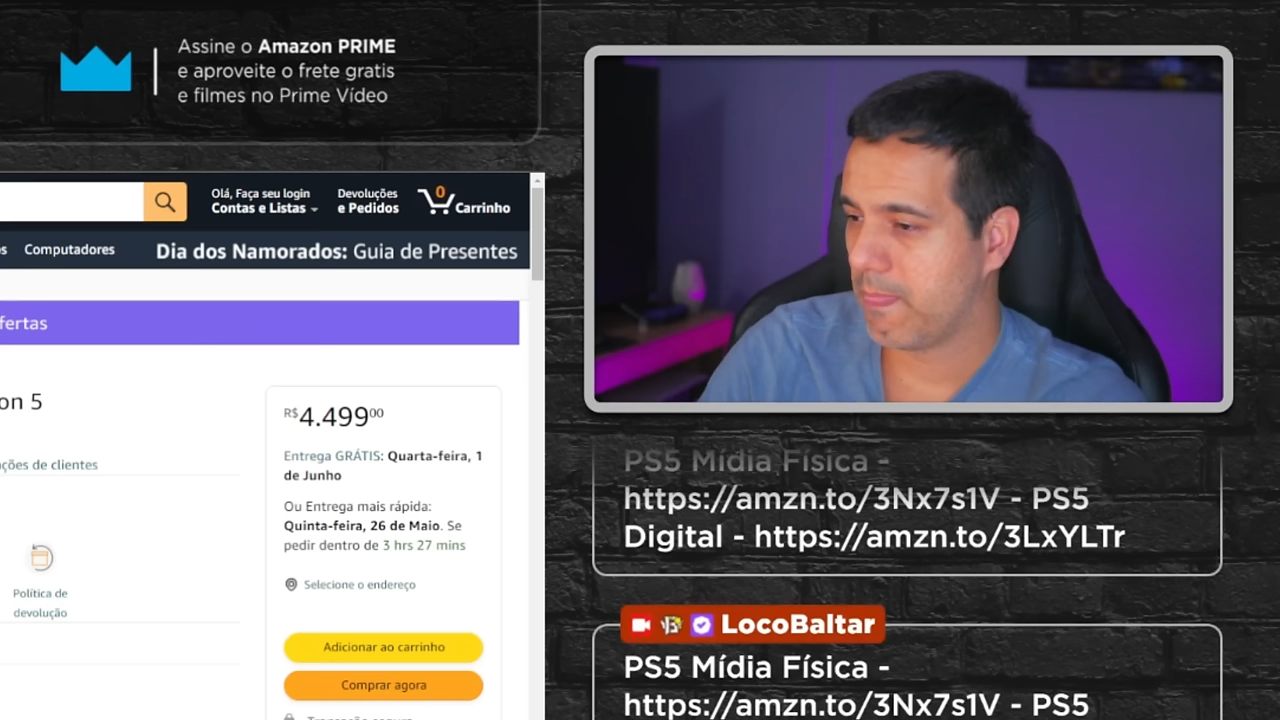 Assine o Amazon PRIME
e aproveite o frete gratis
e filmes no Prime Vídeo
Olá, Faça seu login
Contas e Listas
Devoluções
e Pedidos
0
Carrinho
Computadores
Dia dos Namorados: Guia de Presentes
fertas
on 5
ções de clientes
Política de
devolução
R$4.49900
Entrega GRÁTIS: Quarta-feira, 1
de Junho
Ou Entrega mais rápida:
Quinta-feira, 26 de Maio. Se
pedir dentro de 3 hrs 27 mins
Selecione o endereço
Adicionar ao carrinho
Comprar agora
PS5 Mídia Física -
https://amzn.to/3Nx7s1V - PS5
Digital - https://amzn.to/3LxYLTr
LocoBaltar
PS5 Mídia Física -
https://amzn.to/3Nx7s1V - PS5